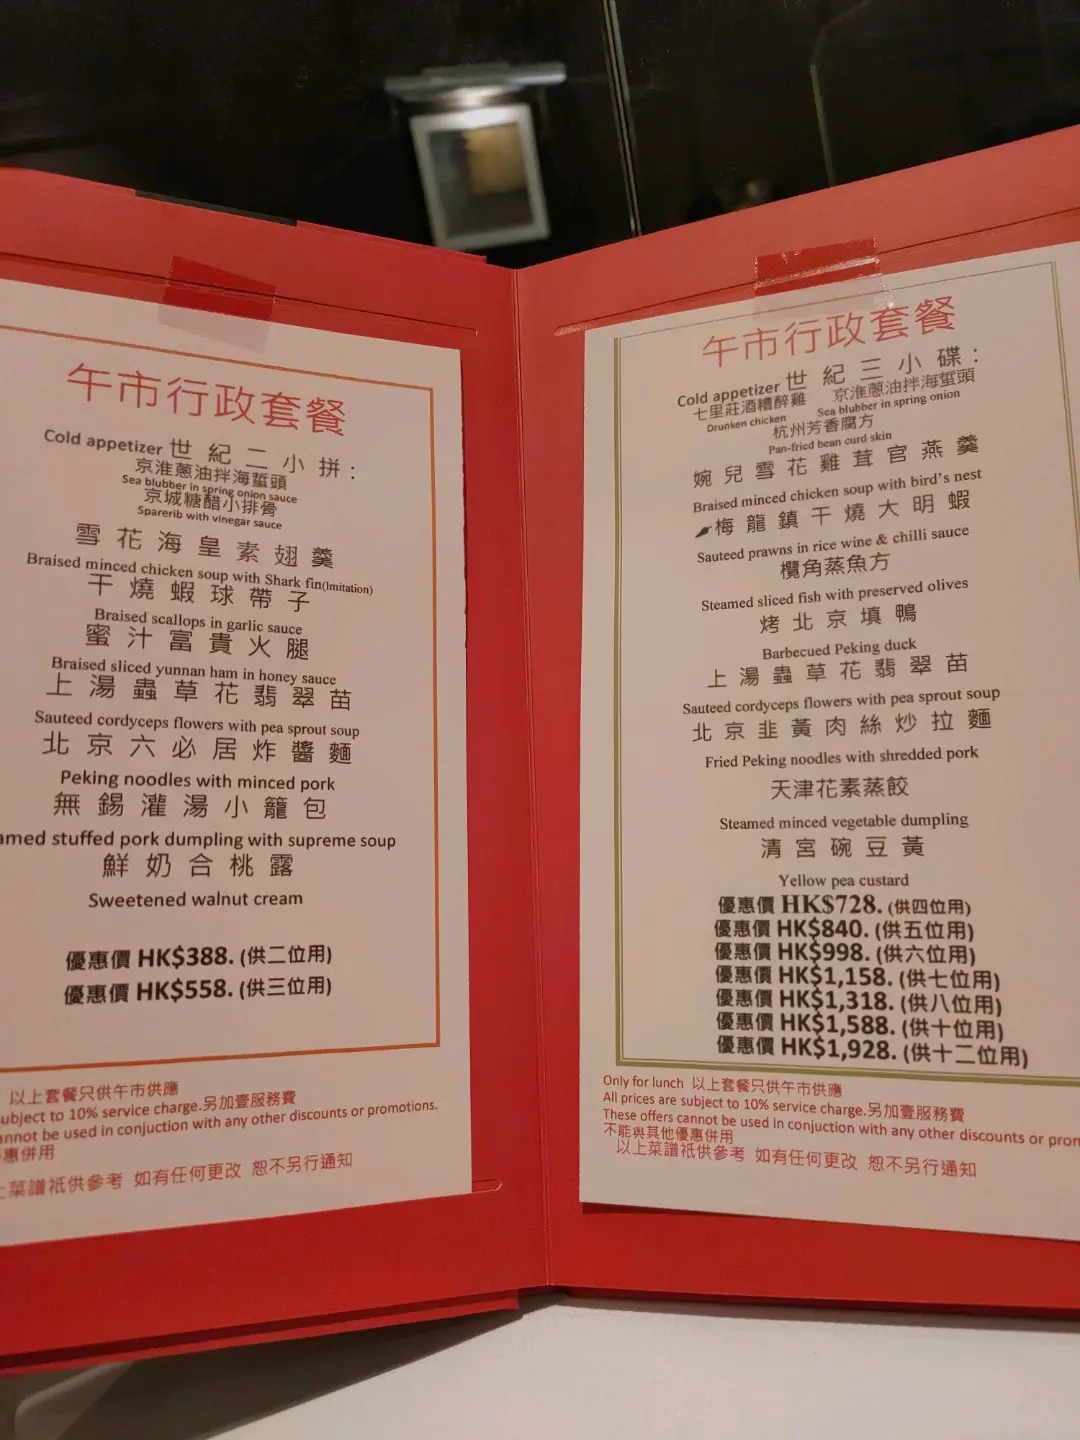 午市行政套餐
Cold appetizer 世紀二小拼：
京淮蔥油拌海蜇頭
Sea blubber in spring onion sauce
京城糖醋小排骨
Sparerib with vinegar sauce
雪花海皇素翅羹
Braised minced chicken soup with Shark fin(Imitation)
干燒蝦球帶子
Braised scallops in garlic sauce
蜜汁富貴火腿
Braised sliced yunnan ham in honey sauce
上湯蟲草花翡翠苗
Sauteed cordyceps flowers with pea sprout soup
北京六必居炸醬麵
Peking noodles with minced pork
無錫灌湯小籠包
amed stuffed pork dumpling with supreme soup
鮮奶合桃露
Sweetened walnut cream
優惠價 HK$388. (供二位用)
優惠價 HK$558. (供三位用)
以上套餐只供午市供應
ubject to 10% service charge.另加壹服務費
annot be used in conjuction with any other discounts or promotions.
惠併用
上菜譜祇供參考 如有任何更改 恕不另行通知
午市行政套餐
Cold appetizer 世紀三小碟：
七里莊酒糟醉雞 京淮蔥油拌海蜇頭
Drunken chicken Sea blubber in spring onion
杭州芳香腐方
Pan-fried bean curd skin
婉兒雪花雞茸官燕羹
Braised minced chicken soup with bird's nest
梅龍鎮干燒大明蝦
Sauteed prawns in rice wine & chilli sauce
欖角蒸魚方
Steamed sliced fish with preserved olives
烤北京填鴨
Barbecued Peking duck
上湯蟲草花翡翠苗
Sauteed cordyceps flowers with pea sprout soup
北京韭黃肉絲炒拉麵
Fried Peking noodles with shredded pork
天津花素蒸餃
Steamed minced vegetable dumpling
清宮碗豆黃
Yellow pea custard
優惠價 HK$728. (供四位用)
優惠價 HK$840. (供五位用)
優惠價 HK$998. (供六位用)
優惠價 HK$1,158. (供七位用)
優惠價 HK$1,318. (供八位用)
優惠價 HK$1,588. (供十位用)
優惠價 HK$1,928. (供十二位用)
Only for lunch 以上套餐只供午市供應
All prices are subject to 10% service charge.另加壹服務費
These offers cannot be used in conjuction with any other discounts or prom
不能與其他優惠併用
以上菜譜祇供參考 如有任何更改 恕不另行通知